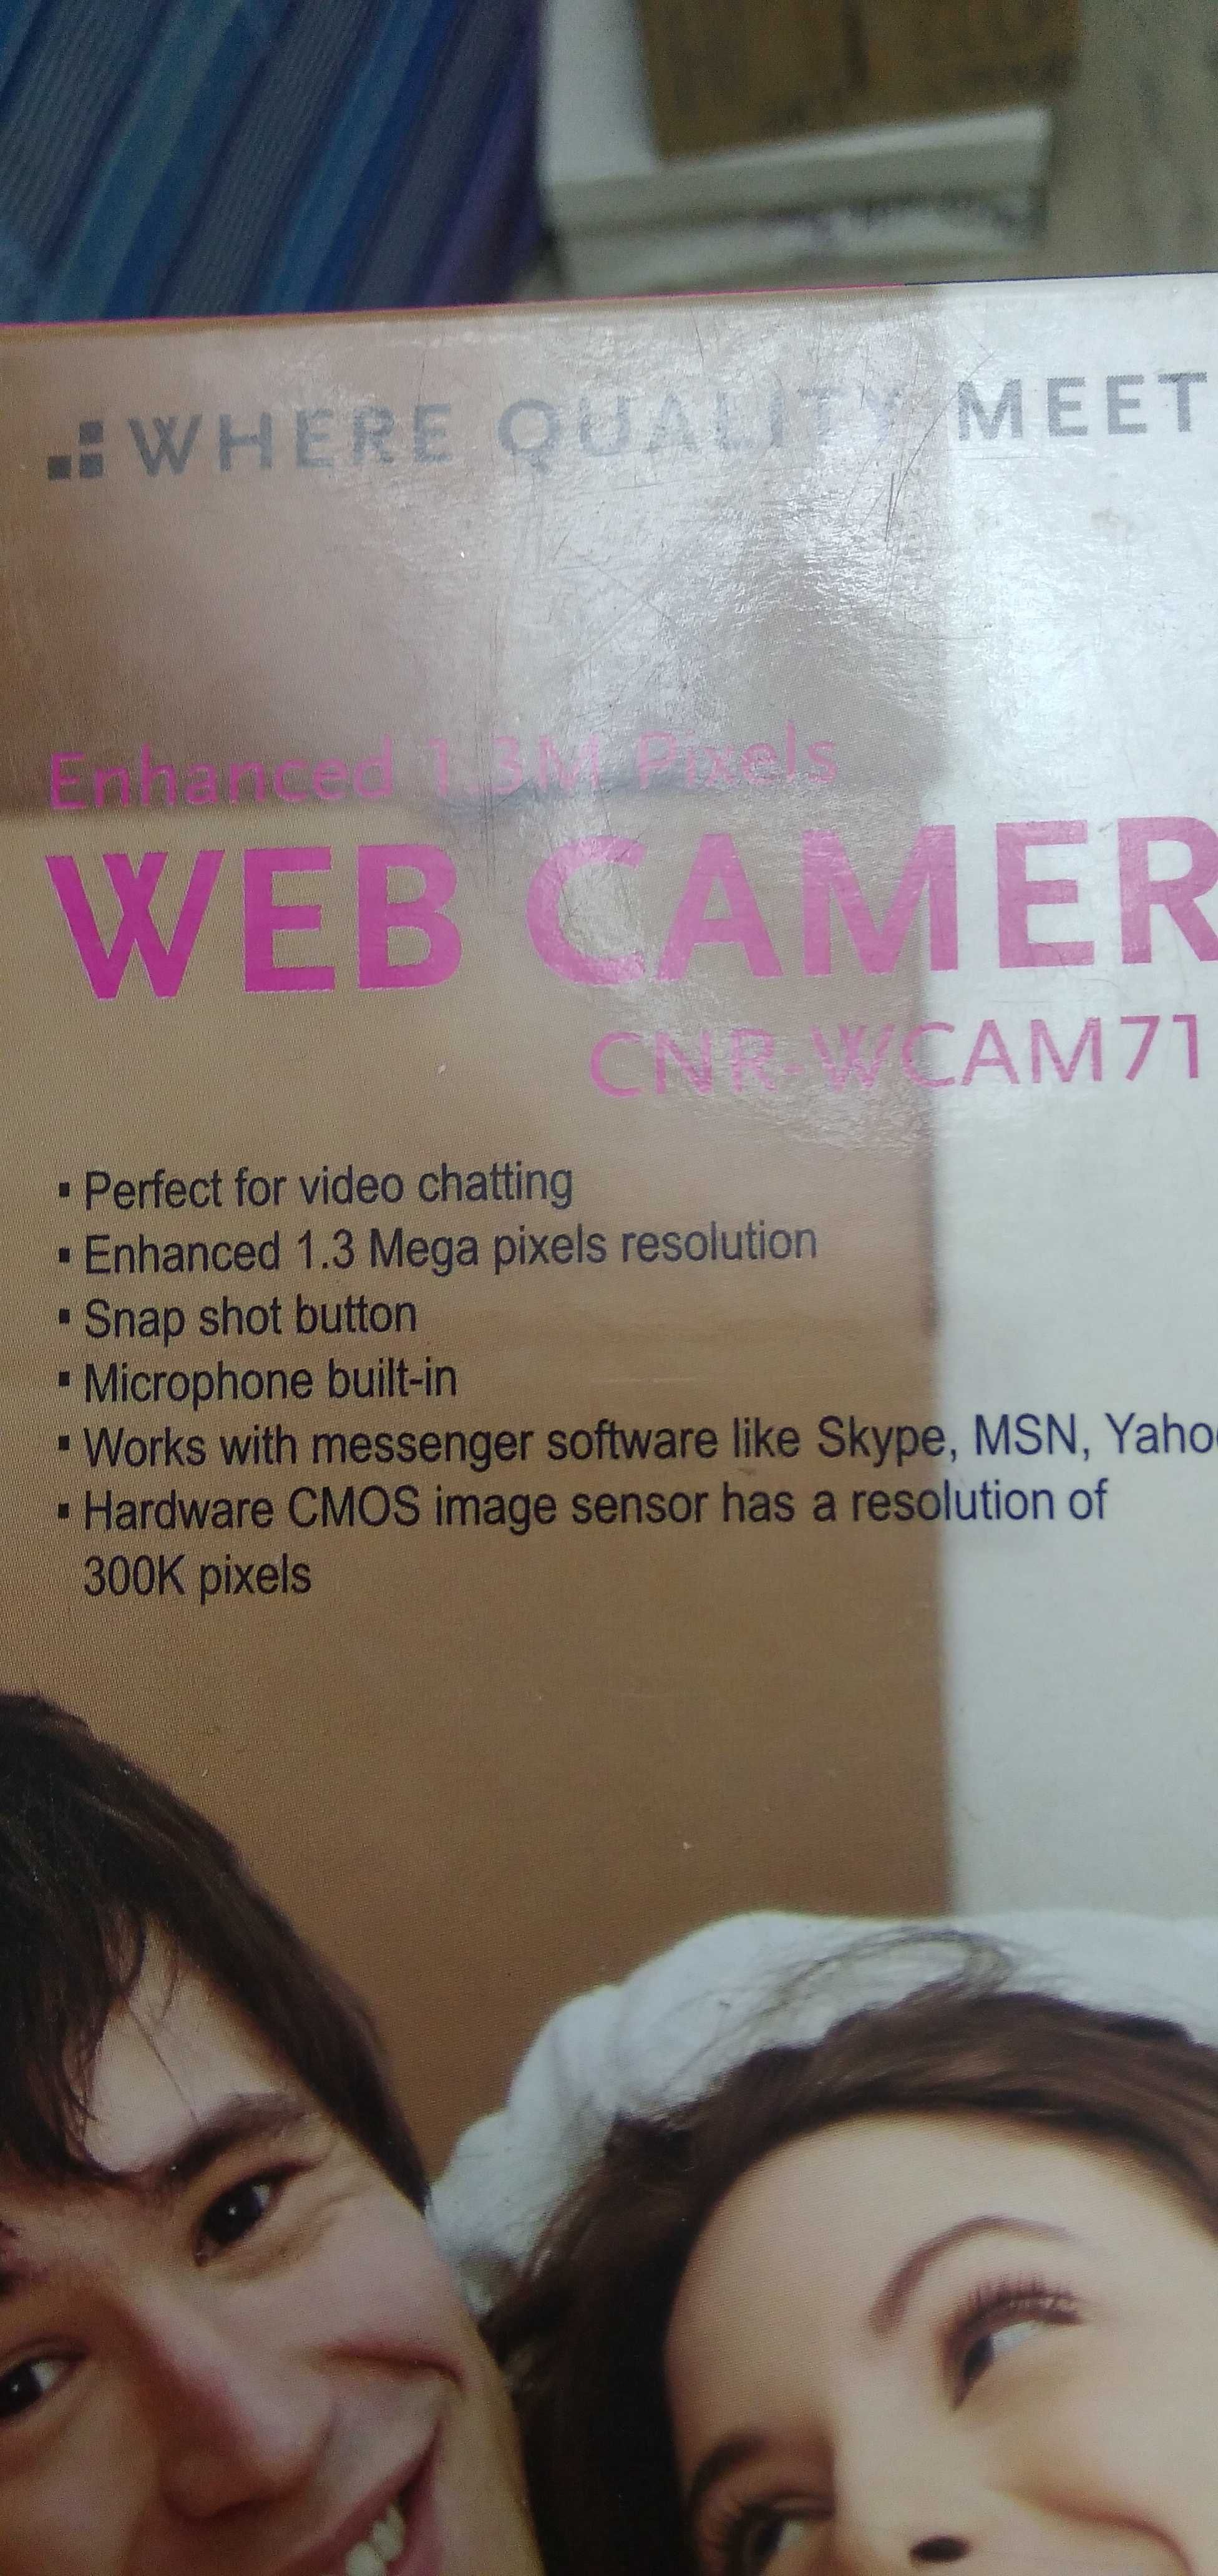 WHERE QUALITY MEET
Enhanced 1.3M Pixels
WEB CAMER
CNR-WCAM71
▪ Perfect for video chatting
▪ Enhanced 1.3 Mega pixels resolution
▪ Snap shot button
▪ Microphone built-in
▪ Works with messenger software like Skype, MSN, Yaho
▪ Hardware CMOS image sensor has a resolution of
300K pixels